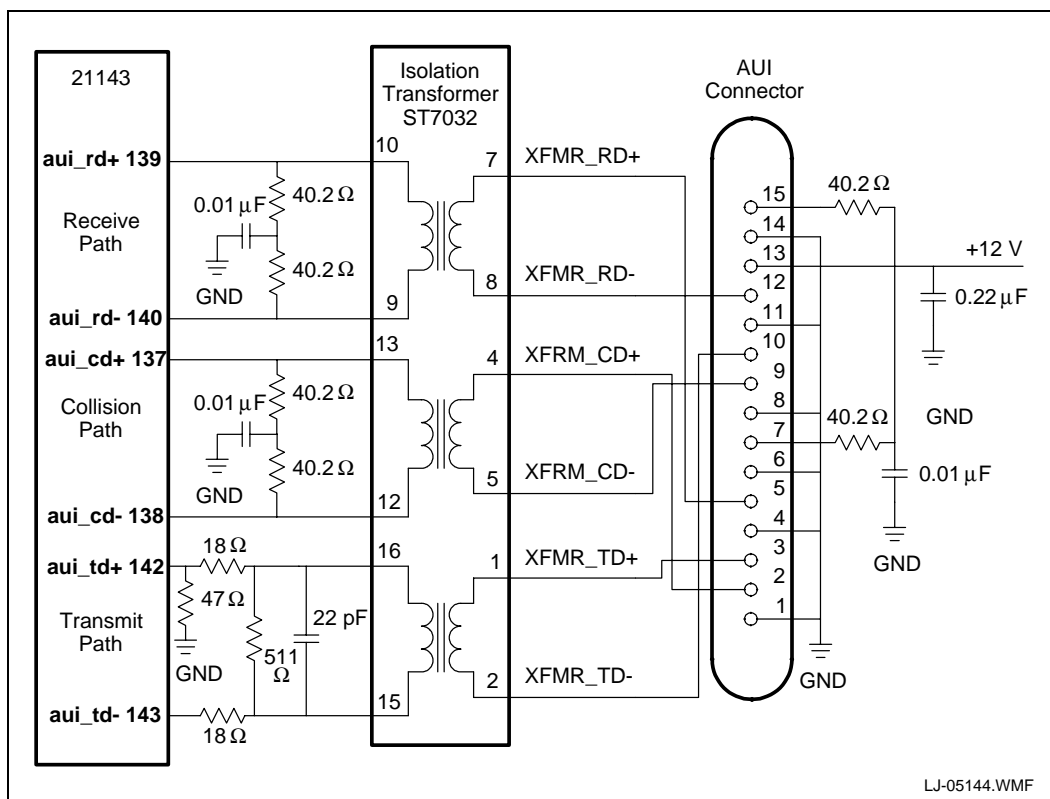 21143
Isolation
Transformer
ST7032
AUI
Connector
aui_rd+ 139
Receive
Path
0.01 µF
GND
40.2 Ω
40.2 Ω
aui_rd- 140
10
9
7
8
XFMR_RD+
XFMR_RD-
aui_cd+ 137
Collision
Path
0.01 µF
GND
40.2 Ω
40.2 Ω
aui_cd- 138
13
12
4
5
XFRM_CD+
XFRM_CD-
aui_td+ 142
Transmit
Path
18 Ω
47 Ω
GND
511
Ω
22 pF
aui_td- 143
18 Ω
16
15
1
2
XFMR_TD+
XFMR_TD-
15
14
13
12
11
10
9
8
7
6
5
4
3
2
1
40.2 Ω
+12 V
0.22 µF
GND
40.2 Ω
0.01 µF
GND
GND
LJ-05144.WMF